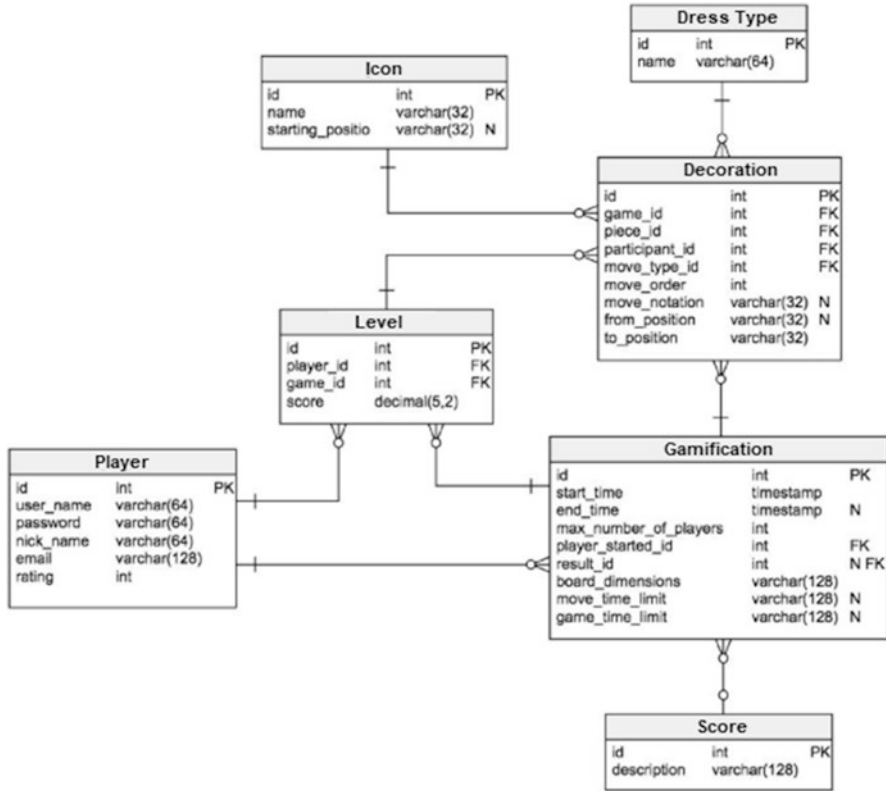 Dress Type
id int PK
name varchar(64)
Icon
id int PK
name varchar(32)
starting_positio varchar(32) N
Decoration
id int PK
game_id int FK
piece_id int FK
participant_id int FK
move_type_id int FK
move_order int
move_notation varchar(32) N
from_position varchar(32) N
to_position varchar(32)
Level
id int PK
player_id int FK
game_id int FK
score decimal(5,2)
Player
id int PK
user_name varchar(64)
password varchar(64)
nick_name varchar(64)
email varchar(128)
rating int
Gamification
id int PK
start_time timestamp
end_time timestamp N
max_number_of_players int
player_started_id int FK
result_id int N FK
board_dimensions varchar(128)
move_time_limit varchar(128) N
game_time_limit varchar(128) N
Score
id int PK
description varchar(128)